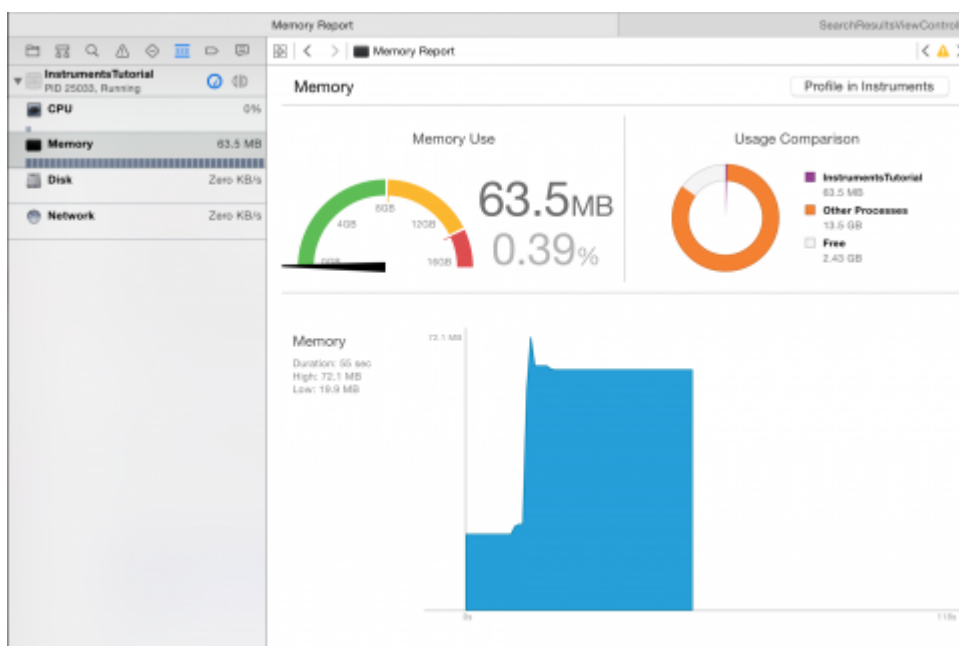 Memory Report
SearchResultsViewControll
Memory Report
InstrumentsTutorial
PID 25033, Running
CPU 0%
Memory 63.5 MB
Disk Zero KB/s
Network Zero KB/s
Memory
Profile in Instruments
Memory Use
0GB
4GB
8GB
12GB
16GB
63.5MB
0.39%
Usage Comparison
InstrumentsTutorial
63.5 MB
Other Processes
13.5 GB
Free
2.43 GB
Memory
Duration: 55 sec
High: 72.1 MB
Low: 19.9 MB
72.1 MB
0s
118s